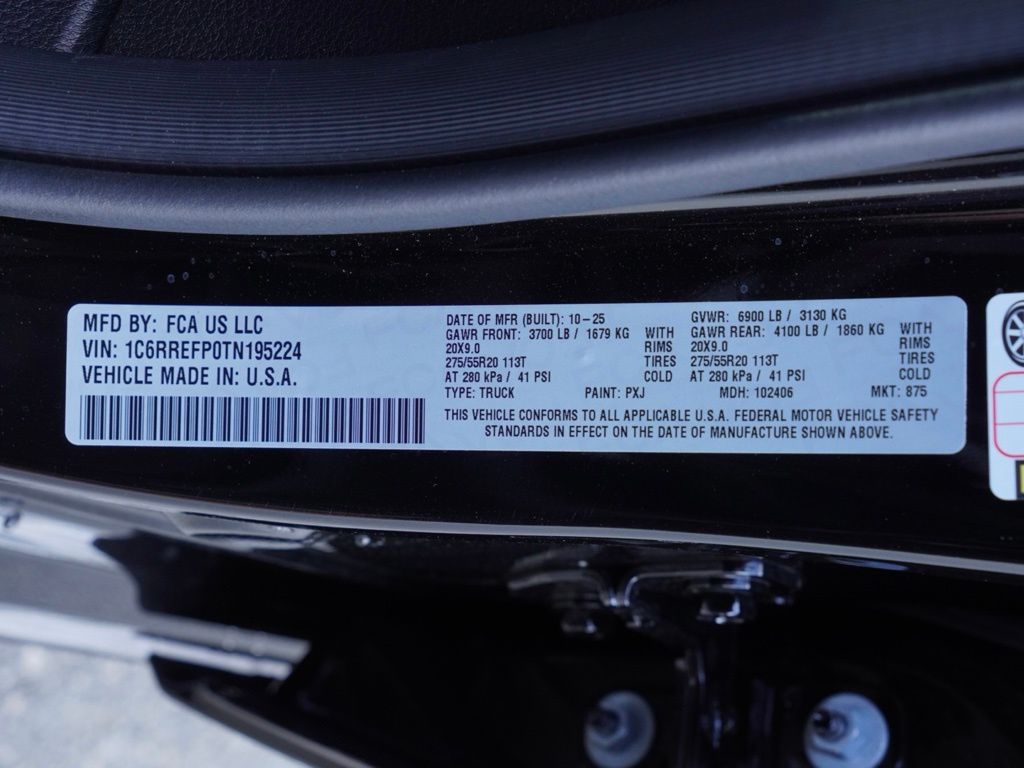 MFD BY: FCA US LLC
VIN: 1C6RREFP0TN195224
VEHICLE MADE IN: U.S.A.
DATE OF MFR (BUILT): 10-25
GAWR FRONT: 3700 LB / 1679 KG WITH
20X9.0 RIMS
275/55R20 113T TIRES
AT 280 kPa / 41 PSI COLD
TYPE: TRUCK PAINT: PXJ
GVWR: 6900 LB / 3130 KG
GAWR REAR: 4100 LB / 1860 KG WITH
20X9.0 RIMS
275/55R20 113T TIRES
AT 280 kPa / 41 PSI COLD
MDH: 102406 MKT: 875
THIS VEHICLE CONFORMS TO ALL APPLICABLE U.S.A. FEDERAL MOTOR VEHICLE SAFETY
STANDARDS IN EFFECT ON THE DATE OF MANUFACTURE SHOWN ABOVE.